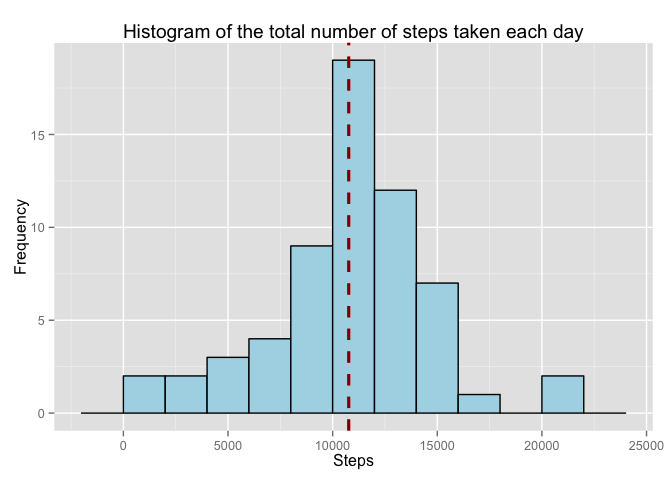 Histogram of the total number of steps taken each day
Frequency
15
10
5
0
0 5000 10000 15000 20000 25000
Steps